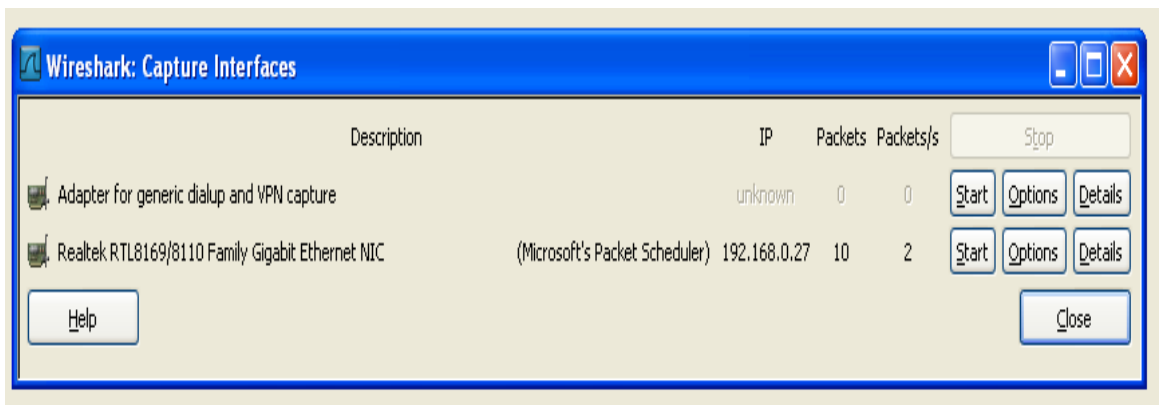 Wireshark: Capture Interfaces
Description IP Packets Packets/s Stop
Adapter for generic dialup and VPN capture unknown 0 0 Start Options Details
Realtek RTL8169/8110 Family Gigabit Ethernet NIC (Microsoft's Packet Scheduler) 192.168.0.27 10 2 Start Options Details
Help Close